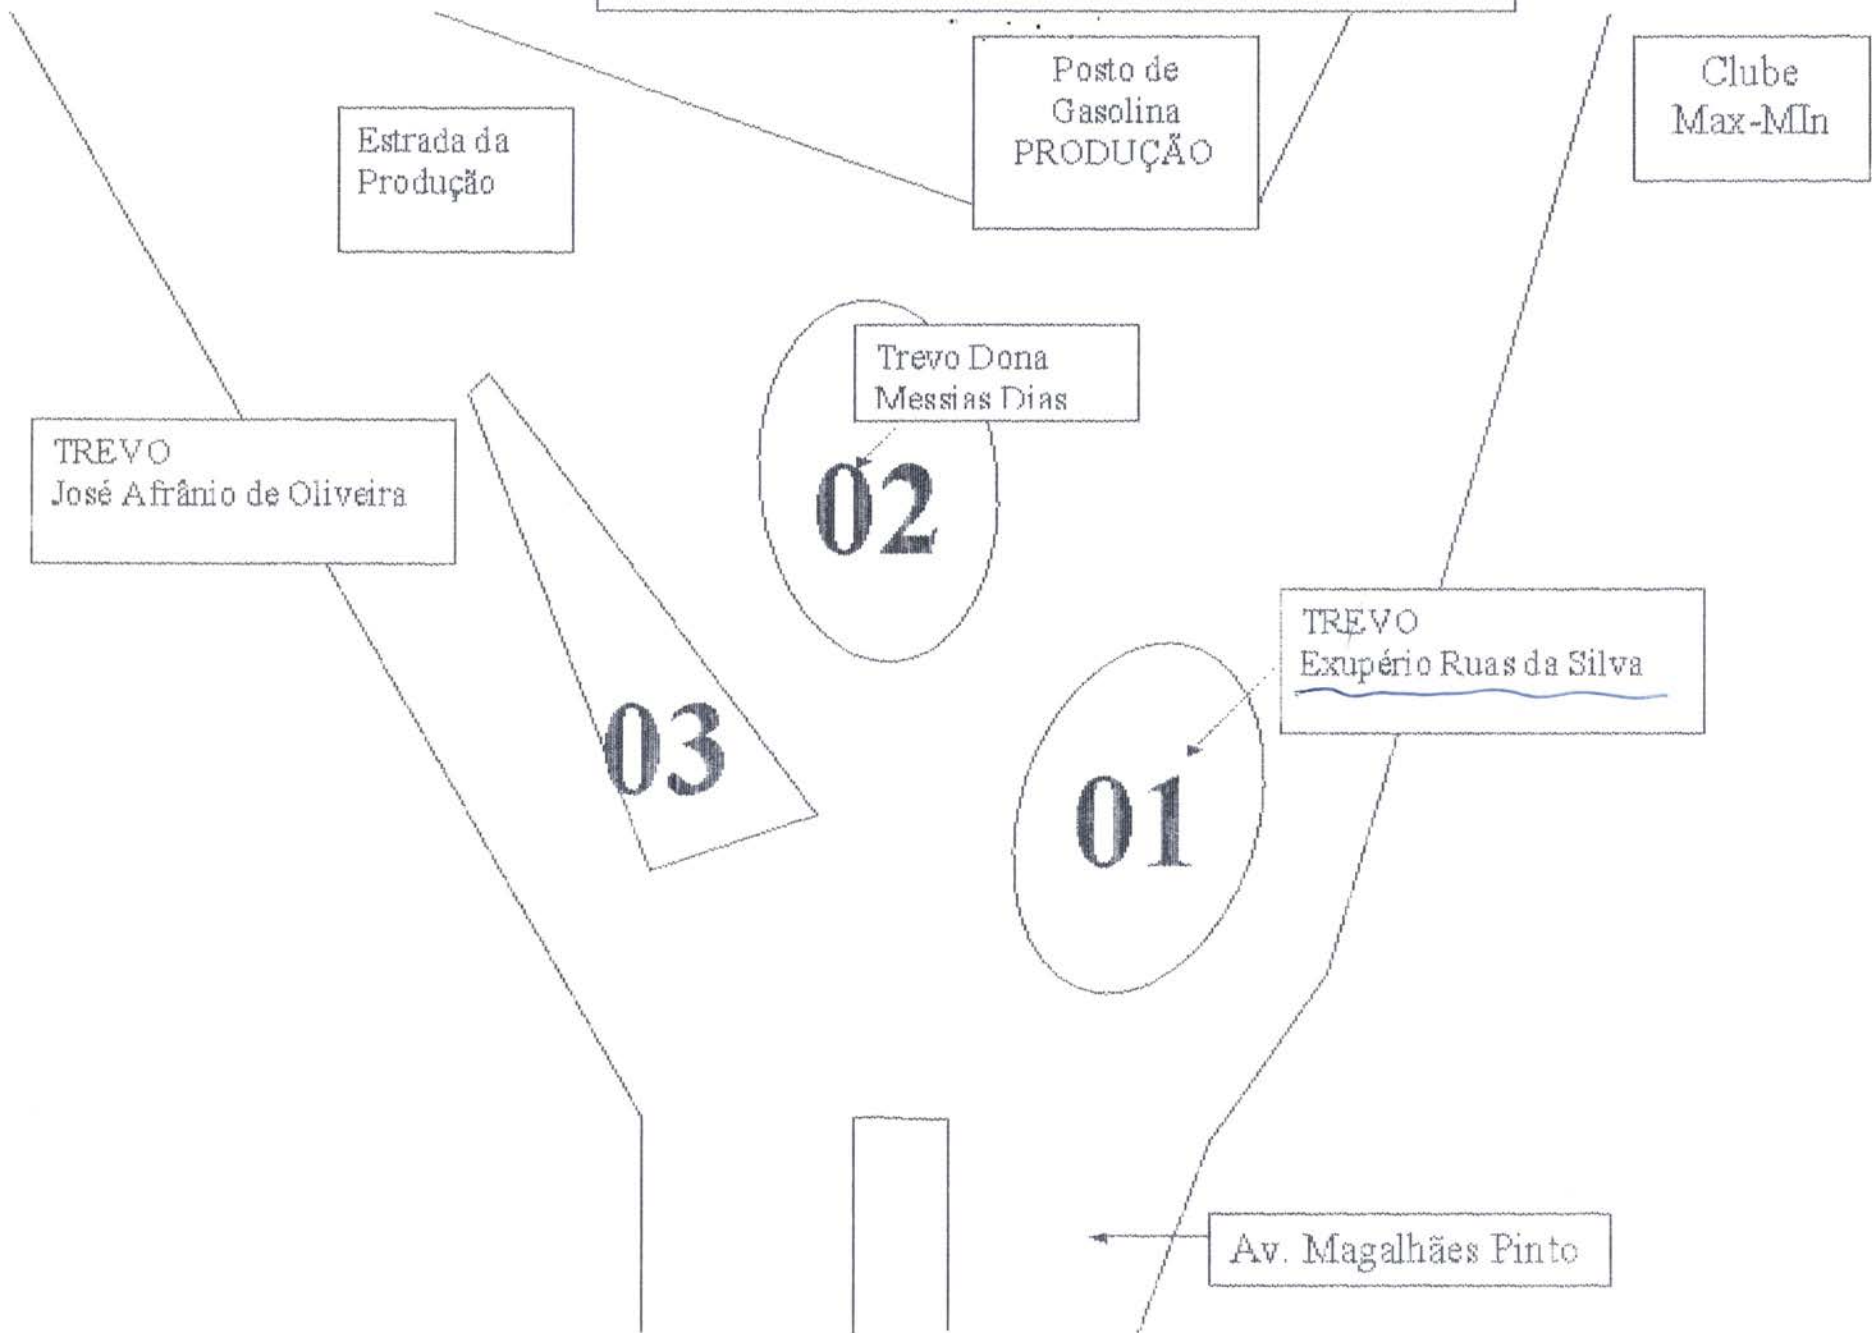 Posto de
Gasolina
PRODUÇÃO
Clube
Max-MIn
Estrada da
Produção
Trevo Dona
Messias Dias
TREVO
José Afrânio de Oliveira
02
TREVO
Exupério Ruas da Silva
03
01
Av. Magalhães Pinto